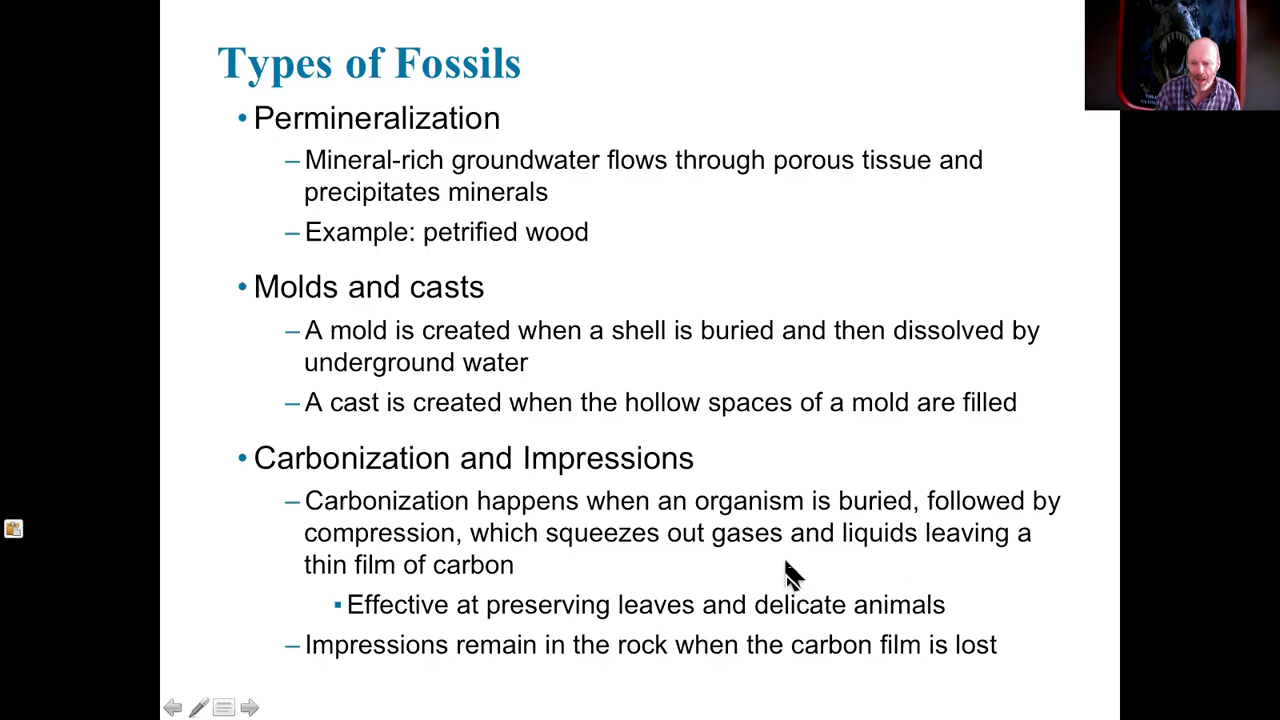 Types of Fossils
• Permineralization
– Mineral-rich groundwater flows through porous tissue and
precipitates minerals
– Example: petrified wood
• Molds and casts
– A mold is created when a shell is buried and then dissolved by
underground water
– A cast is created when the hollow spaces of a mold are filled
• Carbonization and Impressions
– Carbonization happens when an organism is buried, followed by
compression, which squeezes out gases and liquids leaving a
thin film of carbon
▪ Effective at preserving leaves and delicate animals
– Impressions remain in the rock when the carbon film is lost